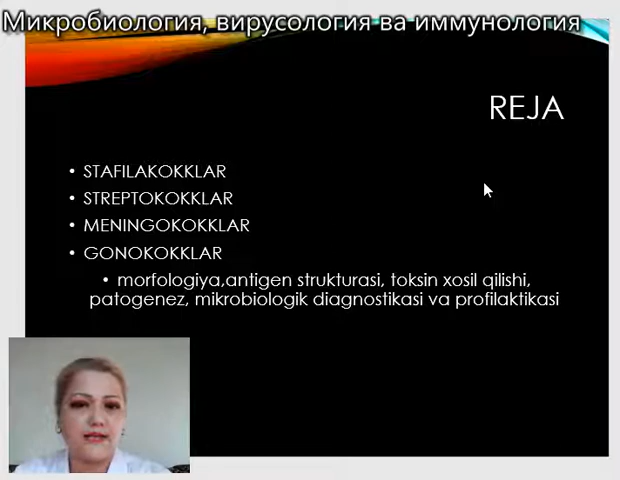 Микробиология, вирусология ва иммунология
REJA
• STAFILAKOKKLAR
• STREPTOKOKKLAR
• MENINGOKOKKLAR
• GONOKOKKLAR
• morfologiya,antigen strukturasi, toksin xosil qilishi,
patogenez, mikrobiologik diagnostikasi va profilaktikasi